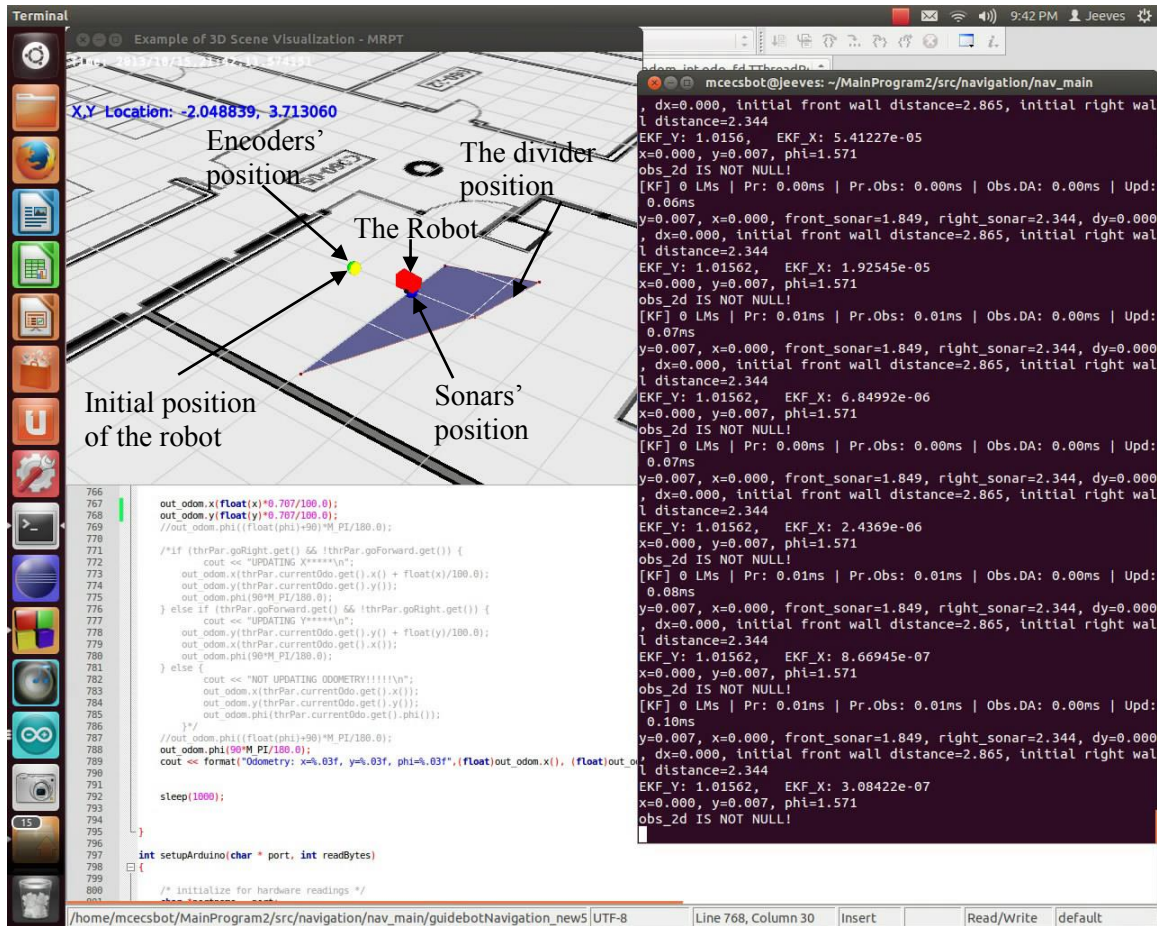 Terminal
9:42 PM Jeeves
Example of 3D Scene Visualization - MRPT
X,Y Location: -2.048839, 3.713060
Encoders’
position
The divider
position
The Robot
Initial position
of the robot
Sonars’
position
mcecsbot@jeeves: ~/MainProgram2/src/navigation/nav_main
, dx=0.000, initial front wall distance=2.865, initial right wal
l distance=2.344
EKF_Y: 1.0156, EKF_X: 5.41227e-05
x=0.000, y=0.007, phi=1.571
obs_2d IS NOT NULL!
[KF] 0 LMs | Pr: 0.00ms | Pr.Obs: 0.00ms | Obs.DA: 0.00ms | Upd:
0.06ms
y=0.007, x=0.000, front_sonar=1.849, right_sonar=2.344, dy=0.000
, dx=0.000, initial front wall distance=2.865, initial right wal
l distance=2.344
EKF_Y: 1.01562, EKF_X: 1.92545e-05
x=0.000, y=0.007, phi=1.571
obs_2d IS NOT NULL!
[KF] 0 LMs | Pr: 0.01ms | Pr.Obs: 0.01ms | Obs.DA: 0.00ms | Upd:
0.07ms
y=0.007, x=0.000, front_sonar=1.849, right_sonar=2.344, dy=0.000
, dx=0.000, initial front wall distance=2.865, initial right wal
l distance=2.344
EKF_Y: 1.01562, EKF_X: 6.84992e-06
x=0.000, y=0.007, phi=1.571
obs_2d IS NOT NULL!
[KF] 0 LMs | Pr: 0.00ms | Pr.Obs: 0.00ms | Obs.DA: 0.00ms | Upd:
0.07ms
y=0.007, x=0.000, front_sonar=1.849, right_sonar=2.344, dy=0.000
, dx=0.000, initial front wall distance=2.865, initial right wal
l distance=2.344
EKF_Y: 1.01562, EKF_X: 2.4369e-06
x=0.000, y=0.007, phi=1.571
obs_2d IS NOT NULL!
[KF] 0 LMs | Pr: 0.01ms | Pr.Obs: 0.01ms | Obs.DA: 0.00ms | Upd:
0.08ms
y=0.007, x=0.000, front_sonar=1.849, right_sonar=2.344, dy=0.000
, dx=0.000, initial front wall distance=2.865, initial right wal
l distance=2.344
EKF_Y: 1.01562, EKF_X: 8.66945e-07
x=0.000, y=0.007, phi=1.571
obs_2d IS NOT NULL!
[KF] 0 LMs | Pr: 0.01ms | Pr.Obs: 0.01ms | Obs.DA: 0.00ms | Upd:
0.10ms
y=0.007, x=0.000, front_sonar=1.849, right_sonar=2.344, dy=0.000
, dx=0.000, initial front wall distance=2.865, initial right wal
l distance=2.344
EKF_Y: 1.01562, EKF_X: 3.08422e-07
x=0.000, y=0.007, phi=1.571
obs_2d IS NOT NULL!
766
767 out_odom.x(float(x)*0.707/100.0);
768 out_odom.y(float(y)*0.707/100.0);
769 //out_odom.phi((float(phi)+90)*M_PI/180.0);
770
771 /*if (thrPar.goRight.get() && !thrPar.goForward.get()) {
772 cout << "UPDATING X*****\n";
773 out_odom.x(thrPar.currentOdo.get().x() + float(x)/100.0);
774 out_odom.y(thrPar.currentOdo.get().y());
775 out_odom.phi(90*M_PI/180.0);
776 } else if (thrPar.goForward.get() && !thrPar.goRight.get()) {
777 cout << "UPDATING Y*****\n";
778 out_odom.y(thrPar.currentOdo.get().y() + float(y)/100.0);
779 out_odom.x(thrPar.currentOdo.get().x());
780 out_odom.phi(90*M_PI/180.0);
781 } else {
782 cout << "NOT UPDATING ODOMETRY!!!!!\n";
783 out_odom.x(thrPar.currentOdo.get().x());
784 out_odom.y(thrPar.currentOdo.get().y());
785 out_odom.phi(thrPar.currentOdo.get().phi());
786 }*/
787 //out_odom.phi((float(phi)+90)*M_PI/180.0);
788 out_odom.phi(90*M_PI/180.0);
789 cout << format("Odometry: x=%.03f, y=%.03f, phi=%.03f",(float)out_odom.x(), (float)out_o
790
791
792 sleep(1000);
793
794
795 }
796
797 int setupArduino(char * port, int readBytes)
798 {
799
800 /* initialize for hardware readings */
15
/home/mcecsbot/MainProgram2/src/navigation/nav_main/guidebotNavigation_new5 UTF-8 Line 768, Column 30 Insert Read/Write default